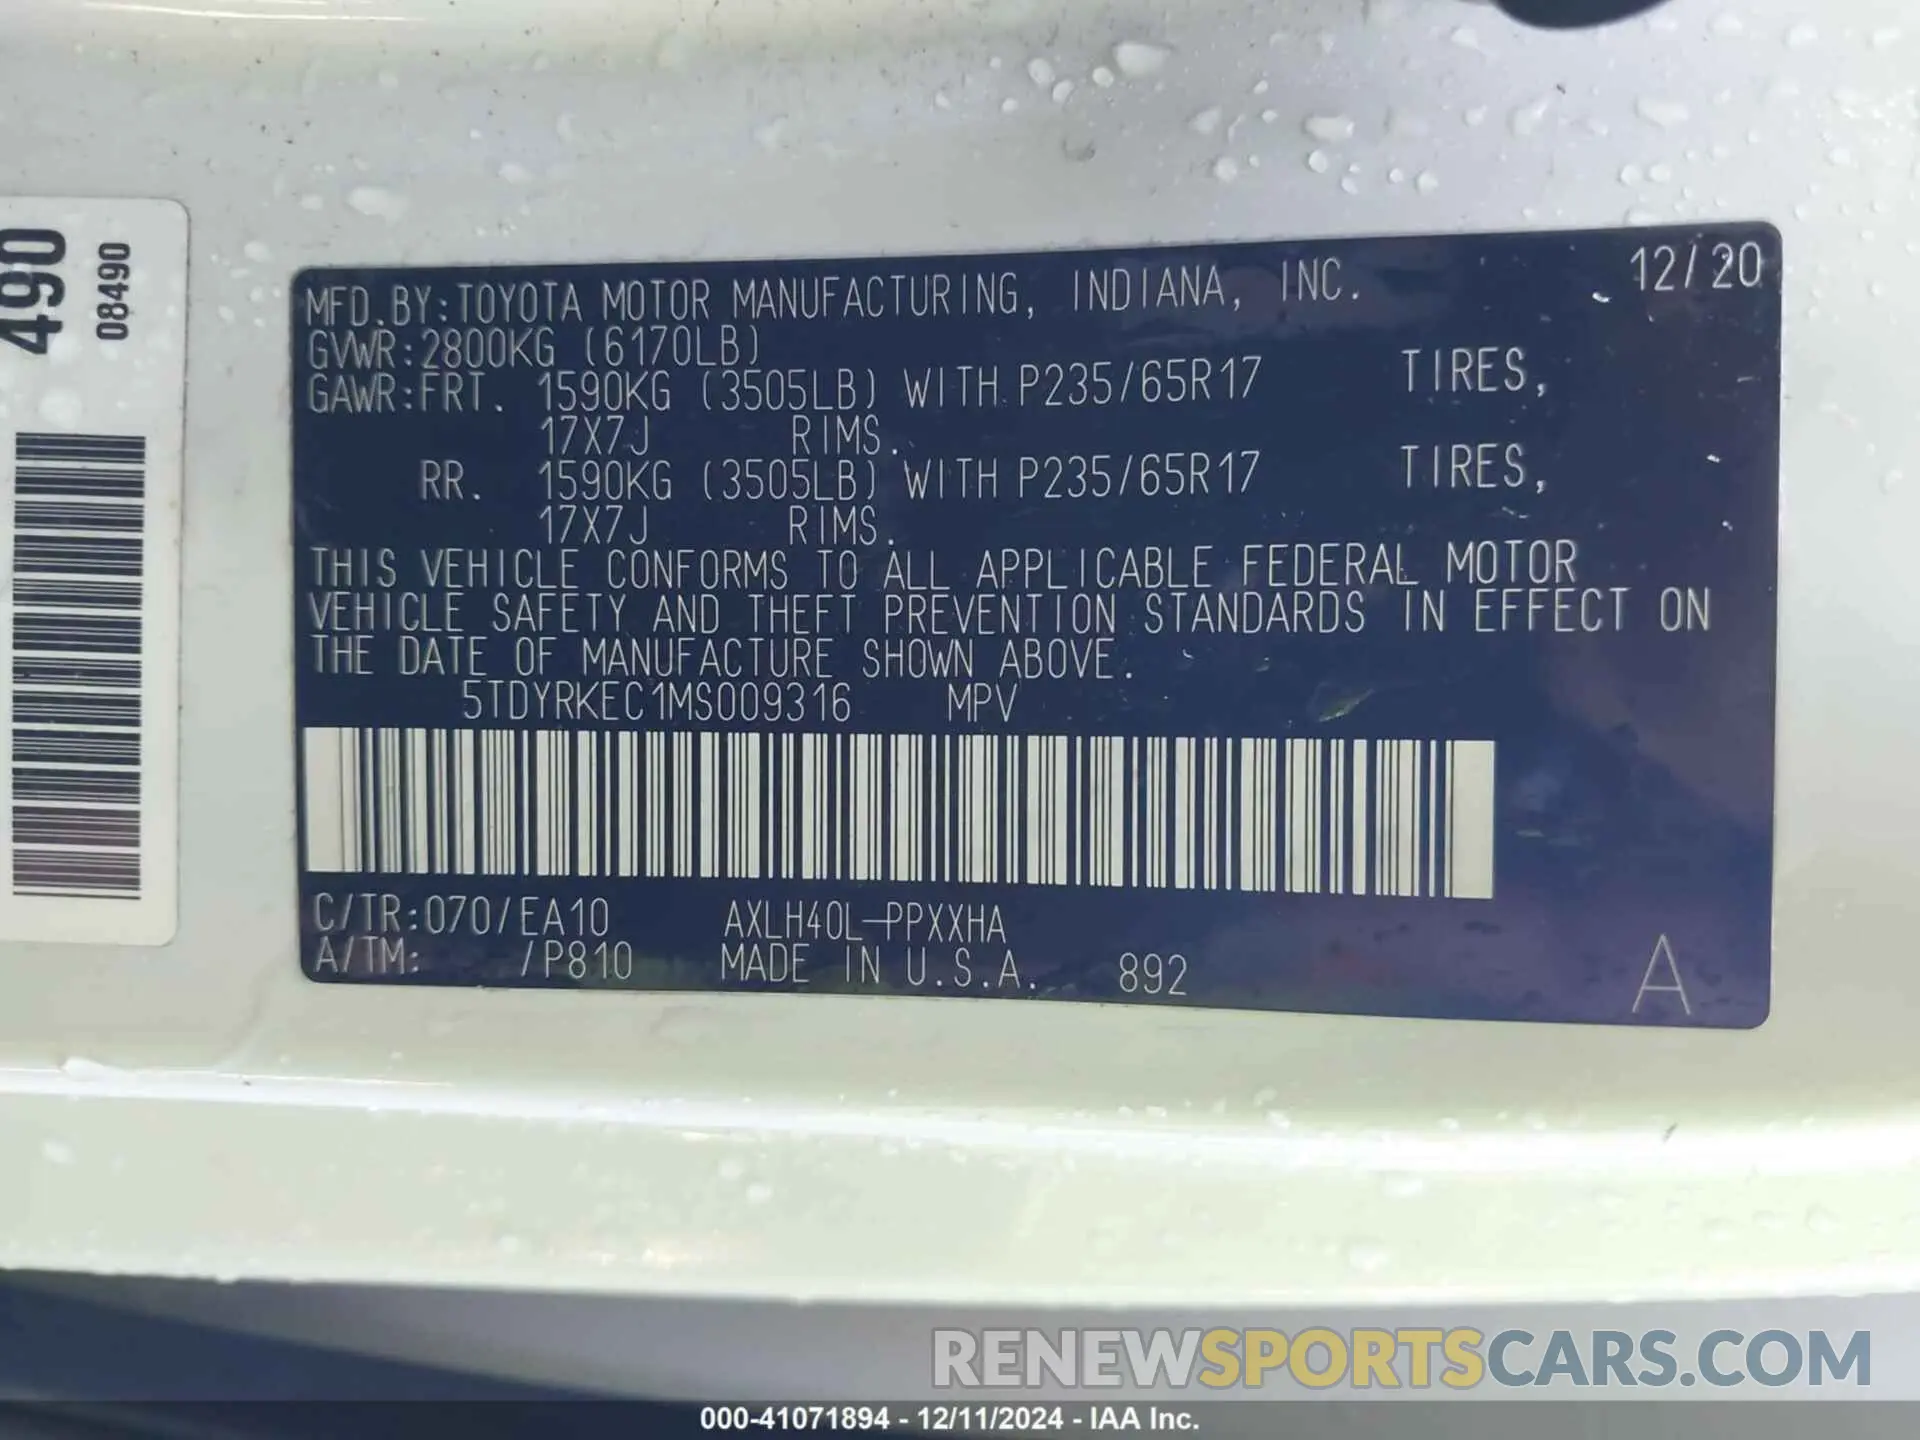 490
08490
MFD.BY:TOYOTA MOTOR MANUFACTURING, INDIANA, INC. 12/20
GVWR:2800KG (6170LB)
GAWR:FRT. 1590KG (3505LB) WITH P235/65R17 TIRES,
17X7J RIMS.
RR. 1590KG (3505LB) WITH P235/65R17 TIRES,
17X7J RIMS.
THIS VEHICLE CONFORMS TO ALL APPLICABLE FEDERAL MOTOR
VEHICLE SAFETY AND THEFT PREVENTION STANDARDS IN EFFECT ON
THE DATE OF MANUFACTURE SHOWN ABOVE.
5TDYRKEC1MS009316 MPV
C/TR:070/EA10 AXLH40L-PPXXHA
A/TM: /P810 MADE IN U.S.A. 892 A
RENEWSPORTSCARS.COM
000-41071894 - 12/11/2024 - IAA Inc.